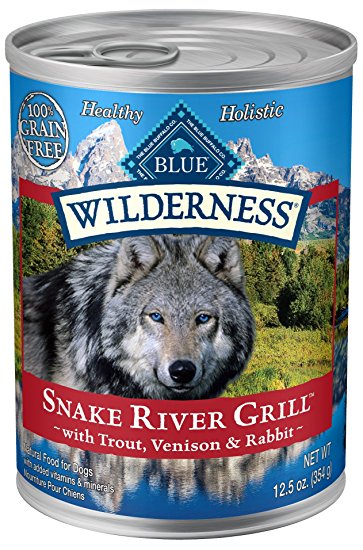 100%
GRAIN
FREE
Healthy Holistic
THE BLUE BUFFALO CO.
BLUE
WILDERNESS®
SNAKE RIVER GRILL™
~ with Trout, Venison & Rabbit ~
Natural Food for Dogs
with added vitamins & minerals
Nourriture Pour Chiens
NET WT
12.5 oz. (354 g)